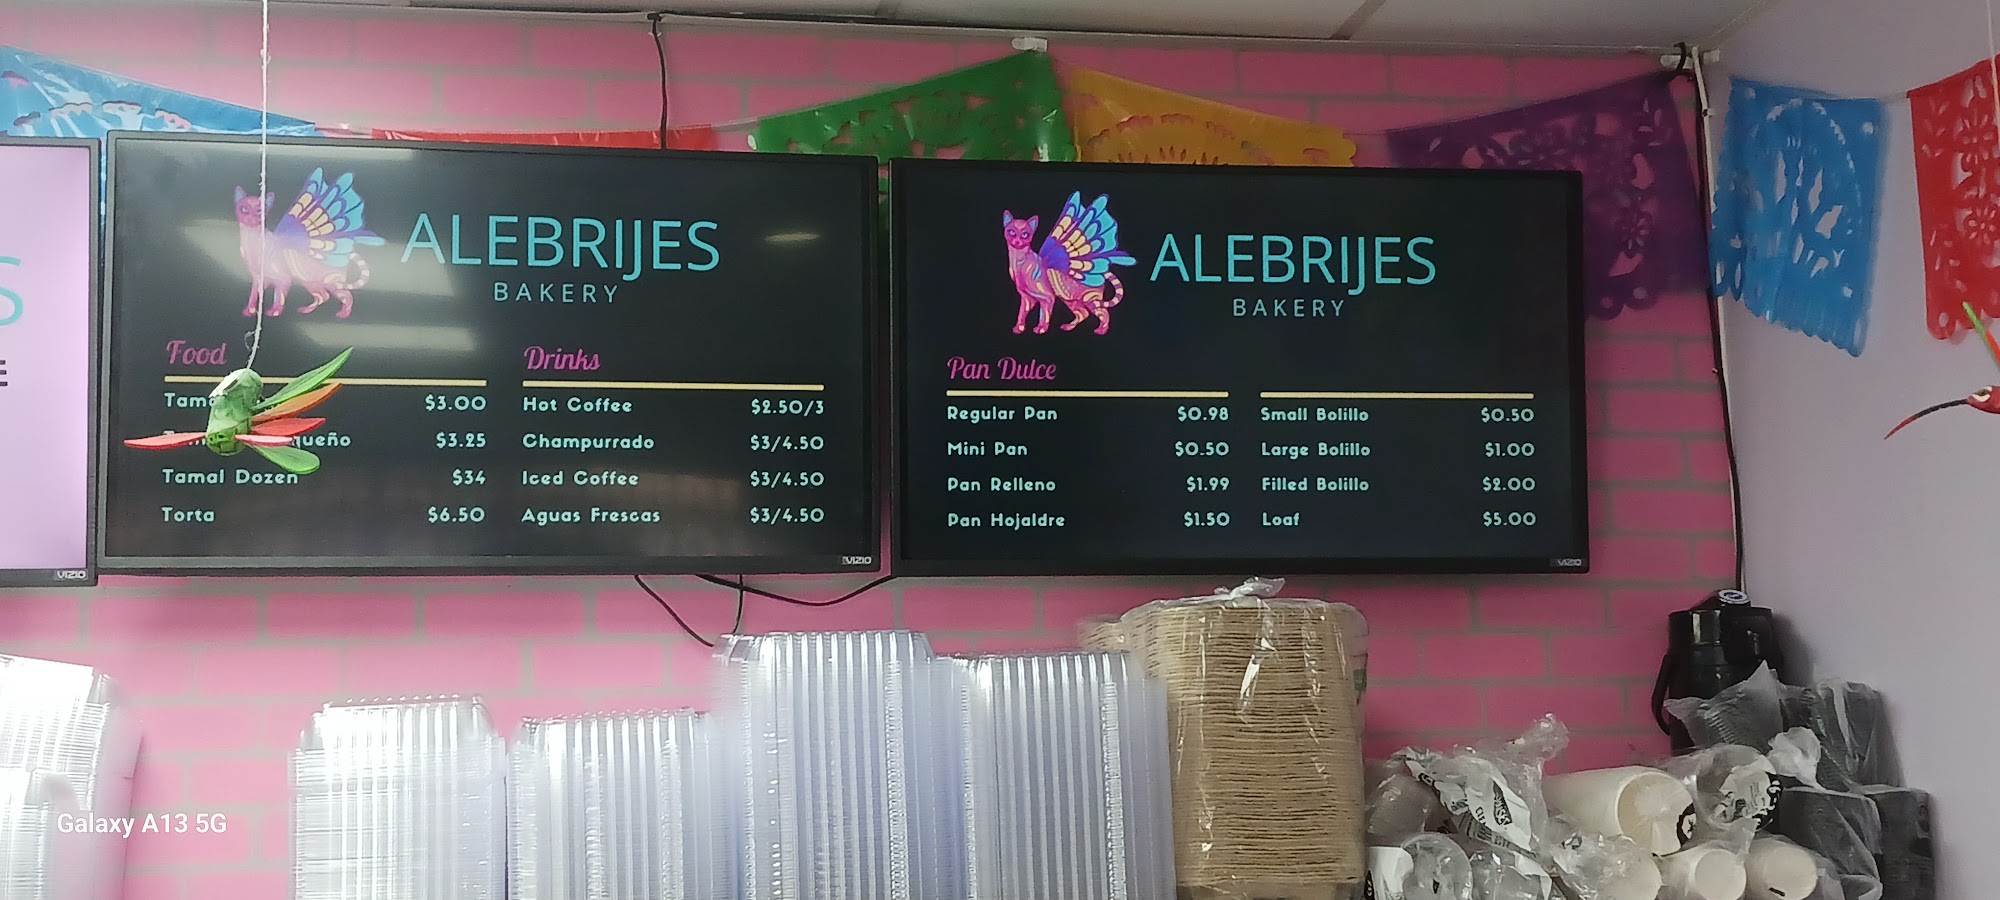 ALEBRIJES
BAKERY
Food
$3.00
$3.25
Tamal Dozen $34
Torta $6.50
Drinks
Hot Coffee $2.50/3
Champurrado $3/4.50
Iced Coffee $3/4.50
Aguas Frescas $3/4.50
VIZIO
ALEBRIJES
BAKERY
Pan Dulce
Regular Pan $0.98
Mini Pan $0.50
Pan Relleno $1.99
Pan Hojaldre $1.50
Small Bolillo $0.50
Large Bolillo $1.00
Filled Bolillo $2.00
Loaf $5.00
VIZIO
S
E
VIZIO
Galaxy A13 5G